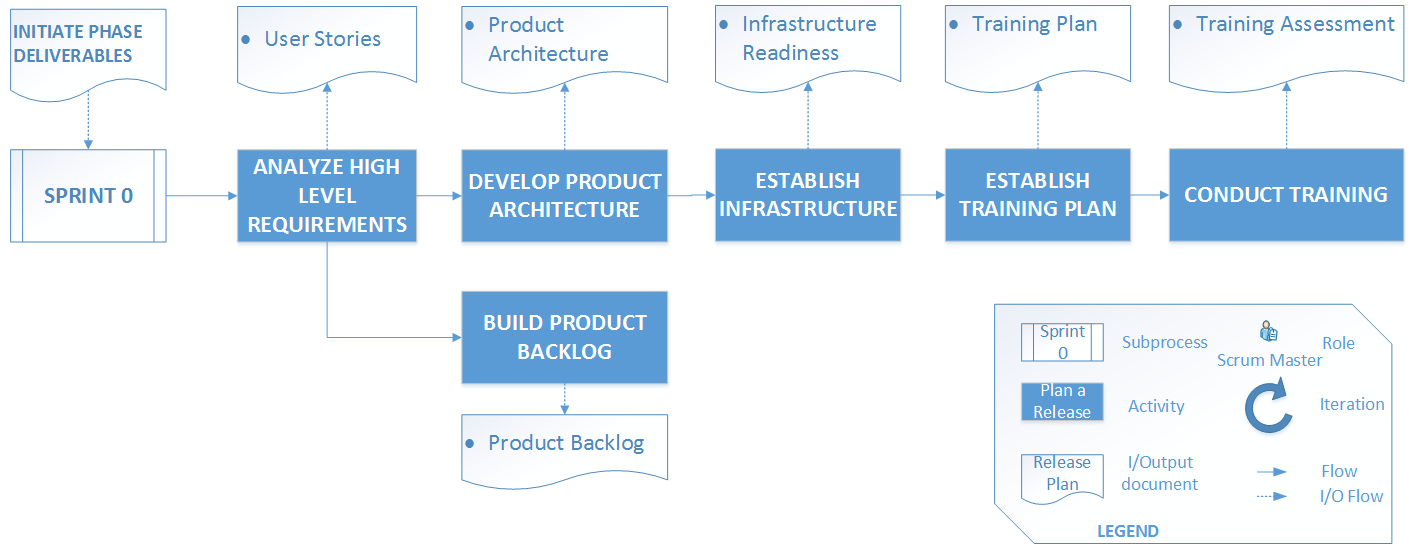 INITIATE PHASE
DELIVERABLES
• User Stories
• Product
Architecture
• Infrastructure
Readiness
• Training Plan
• Training Assessment
SPRINT 0
ANALYZE HIGH
LEVEL
REQUIREMENTS
DEVELOP PRODUCT
ARCHITECTURE
ESTABLISH
INFRASTRUCTURE
ESTABLISH
TRAINING PLAN
CONDUCT TRAINING
BUILD PRODUCT
BACKLOG
• Product Backlog
Sprint
0
Subprocess
Scrum Master
Role
Plan a
Release
Activity
Iteration
Release
Plan
I/Output
document
Flow
I/O Flow
LEGEND